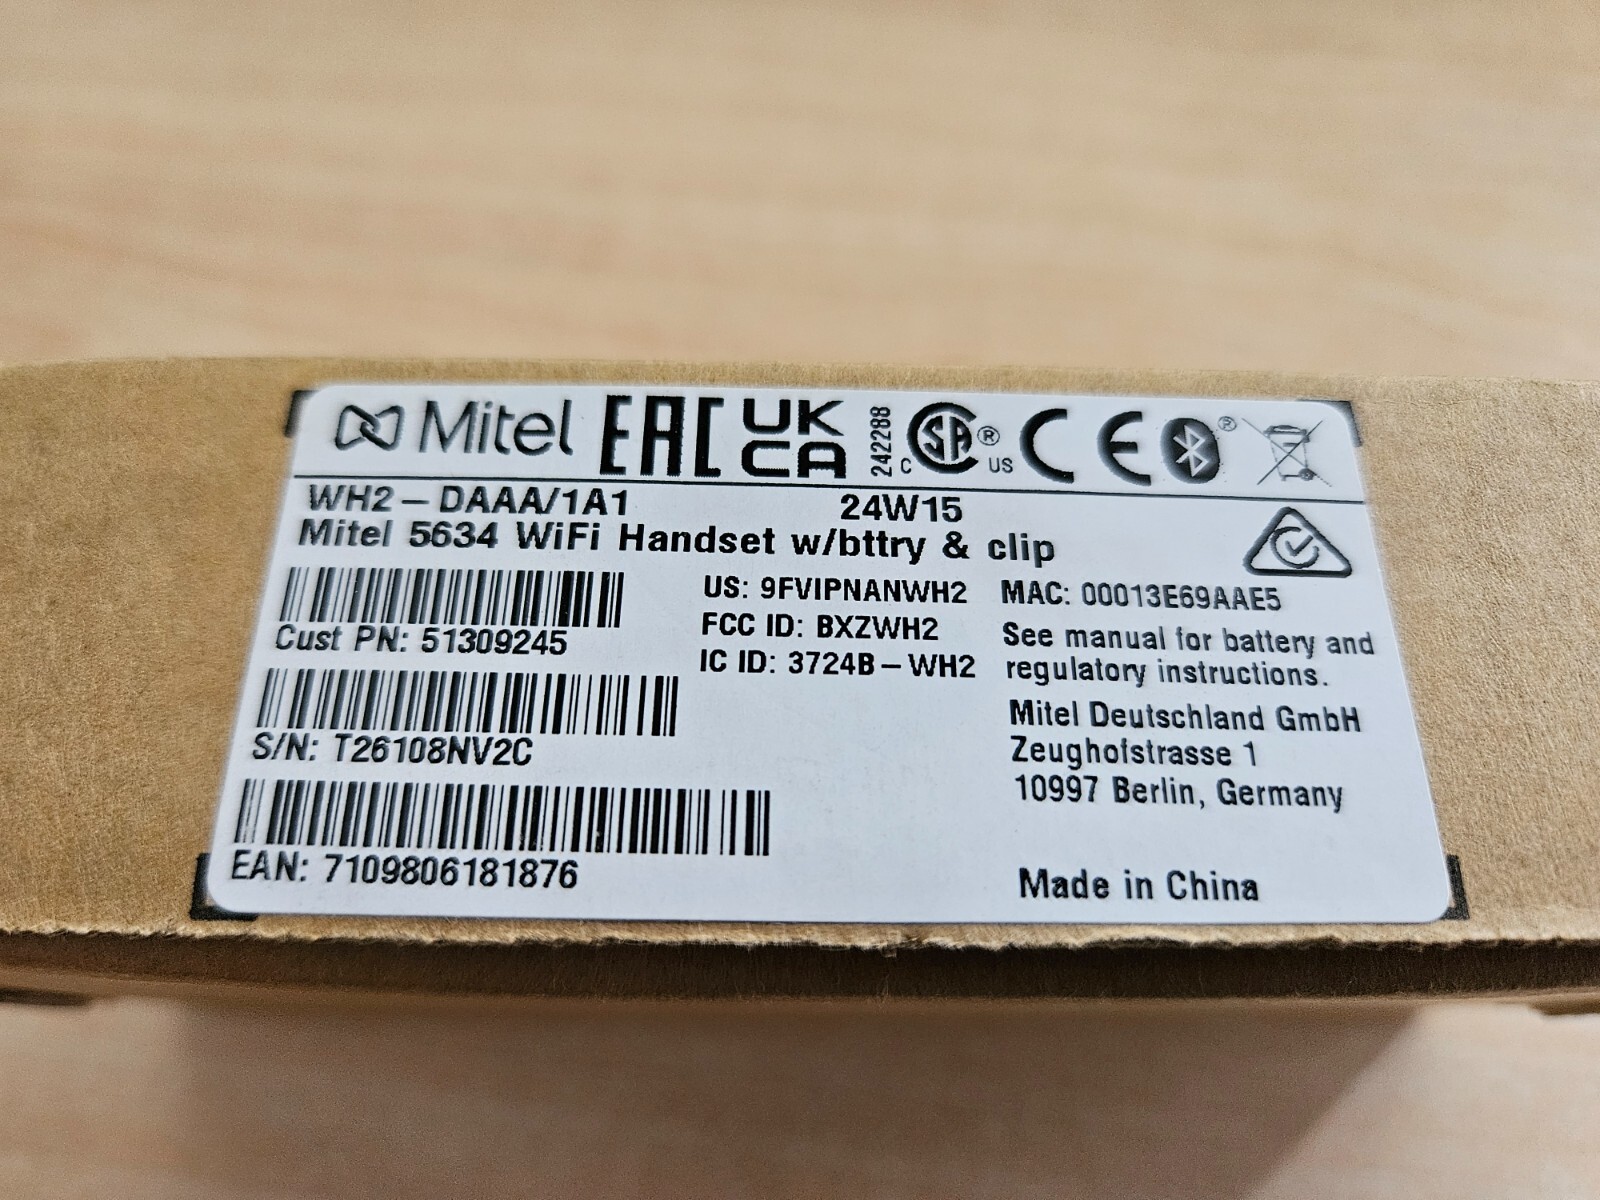 Mitel EAC UK CA 242288 C SA ® US CE ®
WH2-DAAA/1A1 24W15
Mitel 5634 WiFi Handset w/bttry & clip
US: 9FVIPNANWH2 MAC: 00013E69AAE5
Cust PN: 51309245
FCC ID: BXZWH2
IC ID: 3724B-WH2
See manual for battery and
regulatory instructions.
S/N: T26108NV2C
Mitel Deutschland GmbH
Zeughofstrasse 1
10997 Berlin, Germany
EAN: 7109806181876
Made in China